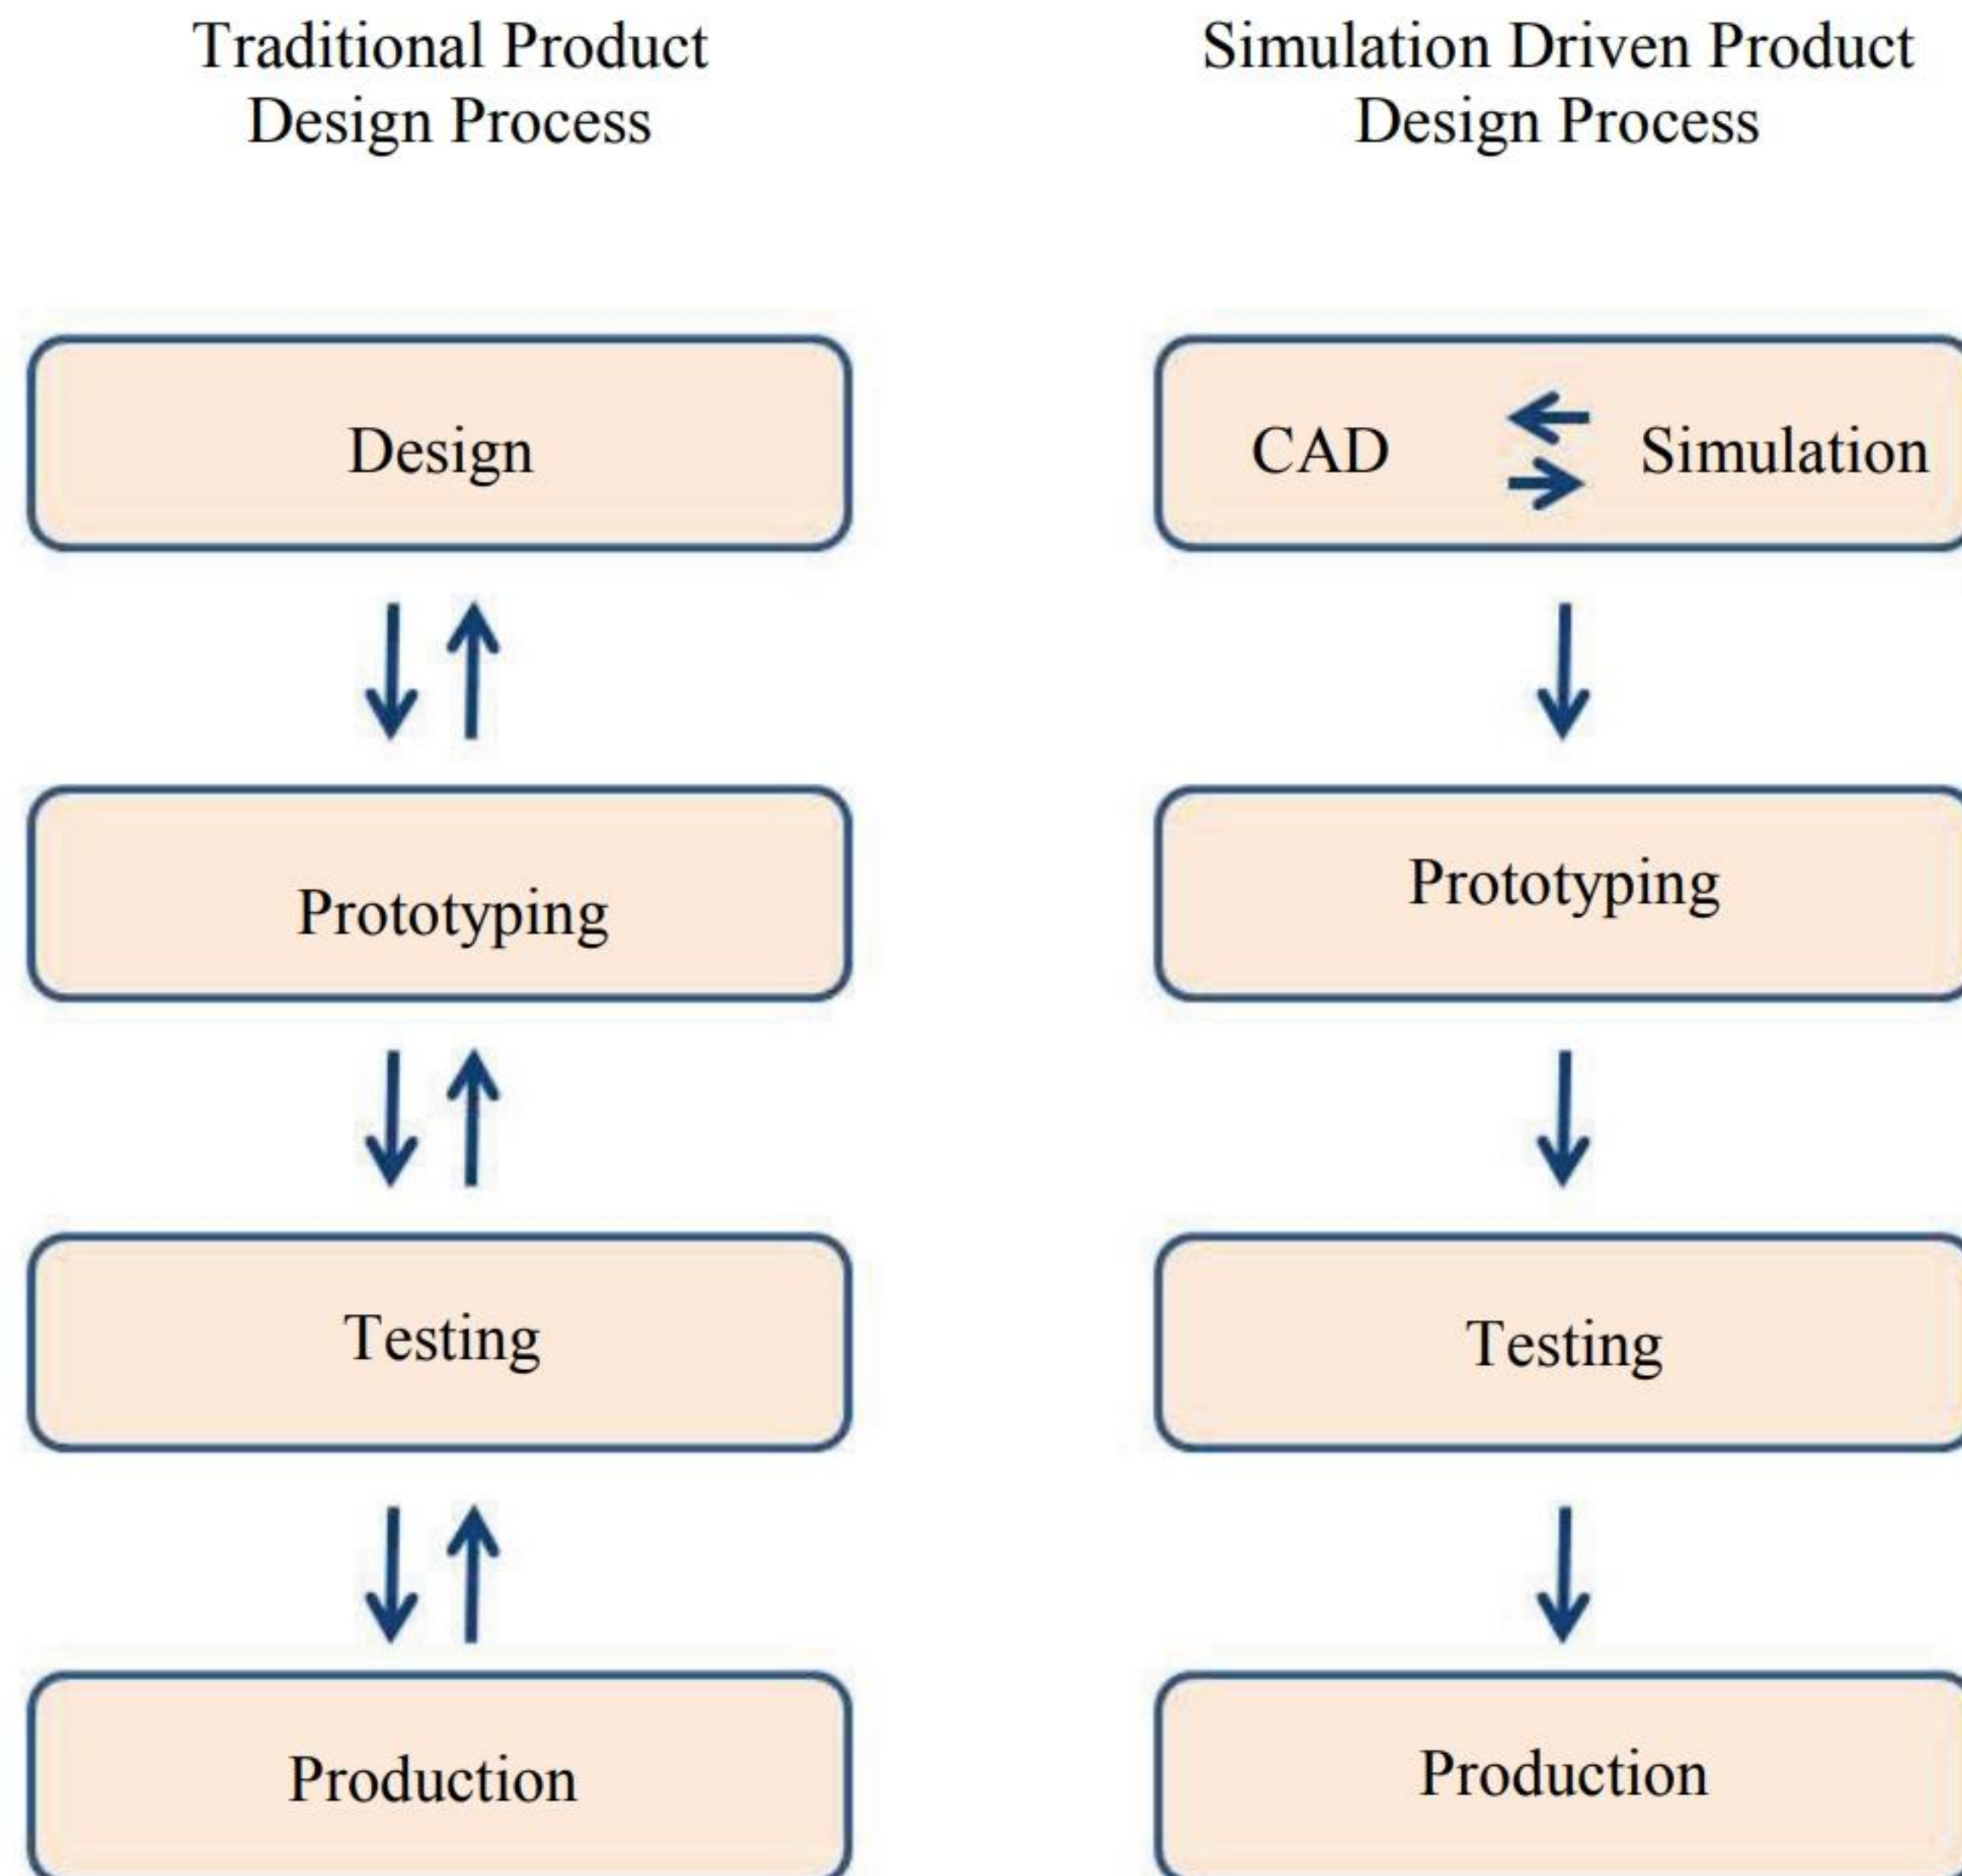 Traditional Product
Design Process
Design
Prototyping
Testing
Production
Simulation Driven Product
Design Process
CAD
Simulation
Prototyping
Testing
Production